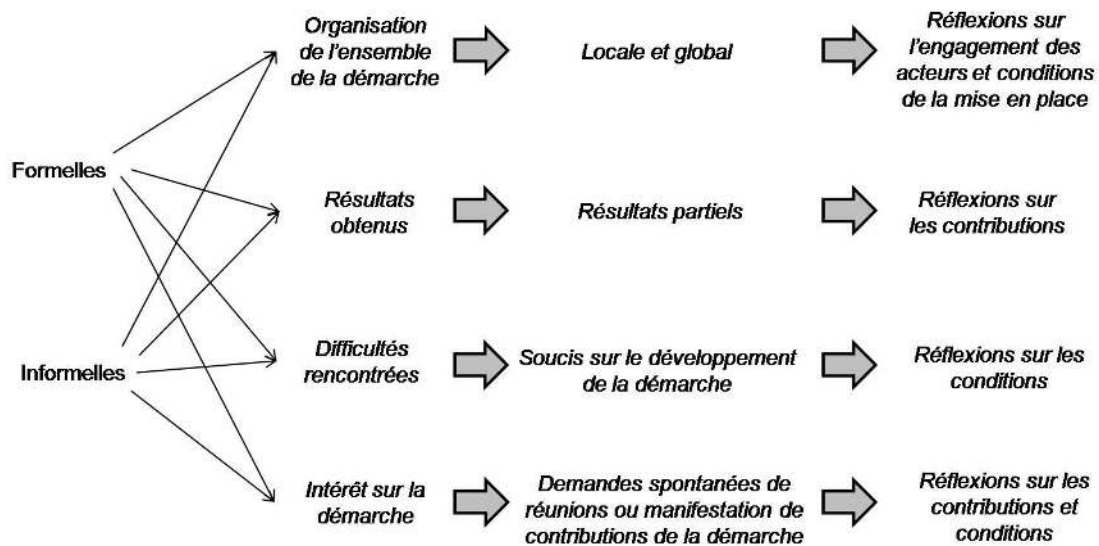 Organisation
de l'ensemble
de la démarche
Locale et global
Réflexions sur
l'engagement des
acteurs et conditions
de la mise en place
Formelles
Résultats
obtenus
Résultats partiels
Réflexions sur
les contributions
Informelles
Difficultés
rencontrées
Soucis sur le développement
de la démarche
Réflexions sur les
conditions
Intérêt sur la
démarche
Demandes spontanées de
réunions ou manifestation de
contributions de la démarche
Réflexions sur les
contributions et
conditions